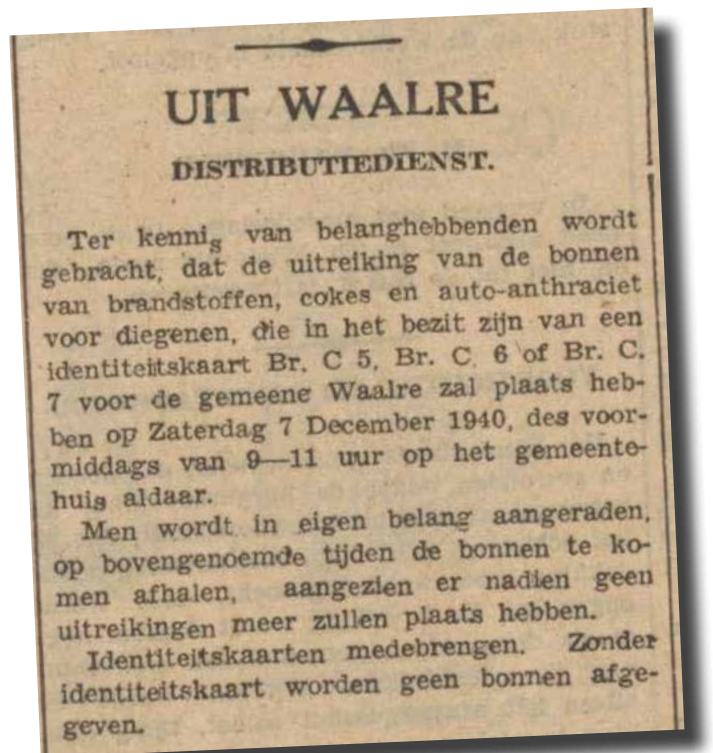 UIT WAALRE
DISTRIBUTIEDIENST.
Ter kennis van belanghebbenden wordt
gebracht, dat de uitreiking van de bonnen
van brandstoffen, cokes en auto-anthraciet
voor diegenen, die in het bezit zijn van een
identiteitskaart Br. C 5, Br. C. 6 of Br. C.
7 voor de gemeene Waalre zal plaats heb-
ben op Zaterdag 7 December 1940, des voor-
middags van 9—11 uur op het gemeente-
huis aldaar.
Men wordt in eigen belang aangeraden,
op bovengenoemde tijden de bonnen te ko-
men afhalen, aangezien er nadien geen
uitreikingen meer zullen plaats hebben.
Identiteitskaarten medebrengen. Zonder
identiteitskaart worden geen bonnen afge-
geven.